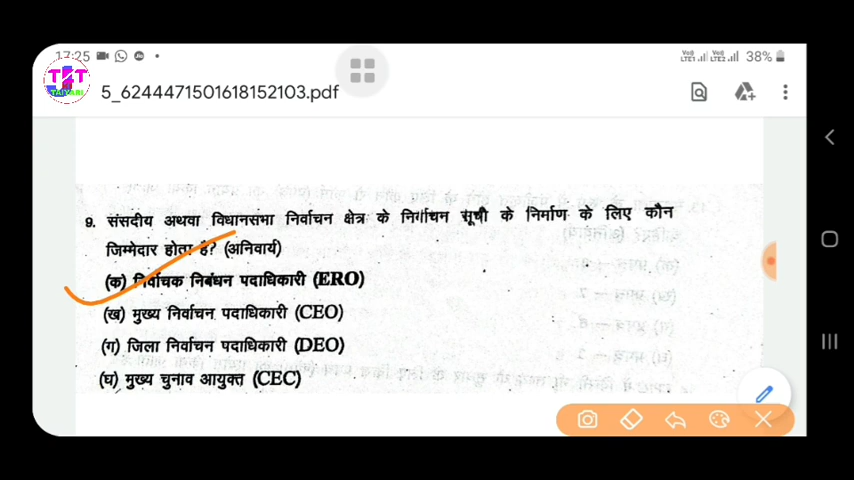 17:25
38%
TJT
5_6244471501618152103.pdf
9. संसदीय अथवा विधानसभा निर्वाचन क्षेत्र के निर्वाचन सूची के निर्माण के लिए कौन
जिम्मेदार होता है? (अनिवार्य)
(क) निर्वाचक निबंधन पदाधिकारी (ERO)
(ख) मुख्य निर्वाचन पदाधिकारी (CEO)
(ग) जिला निर्वाचन पदाधिकारी (DEO)
(घ) मुख्य चुनाव आयुक्त (CEC)